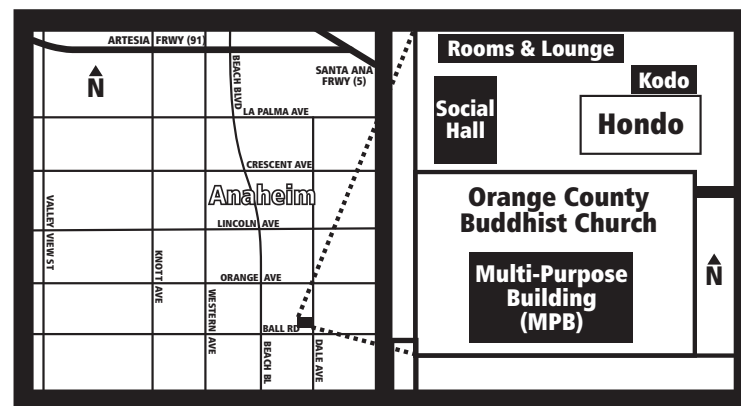 ARTESIA FRWY (91)
N
BEACH BLVD
SANTA ANA
FRWY (5)
LA PALMA AVE
CRESCENT AVE
Anaheim
LINCOLN AVE
VALLEY VIEW ST
KNOTT AVE
WESTERN AVE
ORANGE AVE
BALL RD
BEACH BL
DALE AVE
Rooms & Lounge
Kodo
Social
Hall
Hondo
Orange County
Buddhist Church
Multi-Purpose
Building
(MPB)
N